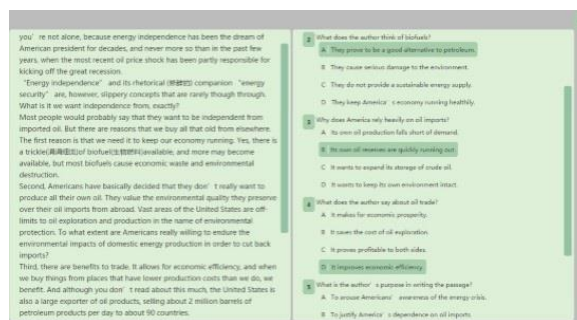 you' re not alone, because energy independence has been the dream of
American president for decades, and never more so than in the past few
years, when the most recent oil price shock has been partly responsible for
kicking off the great recession.
"Energy independence" and its rhetorical (修辞的) companion "energy
security" are, however, slippery concepts that are rarely though through.
What is it we want independence from, exactly?
Most people would probably say that they want to be independent from
imported oil. But there are reasons that we buy all that old from elsewhere.
The first reason is that we need it to keep our economy running. Yes, there is
a trickle(涓涓细流)of biofuel(生物燃料)available, and more may become
available, but most biofuels cause economic waste and environmental
destruction.
Second, Americans have basically decided that they don' t really want to
produce all their own oil. They value the environmental quality they preserve
over their oil imports from abroad. Vast areas of the United States are off-
limits to oil exploration and production in the name of environmental
protection. To what extent are Americans really willing to endure the
environmental impacts of domestic energy production in order to cut back
imports?
Third, there are benefits to trade. It allows for economic efficiency, and when
we buy things from places that have lower production costs than we do, we
benefit. And although you don' t read about this much, the United States is
also a large exporter of oil products, selling about 2 million barrels of
petroleum products per day to about 90 countries.
2 What does the author think of biofuels?
A They prove to be a good alternative to petroleum.
B They cause serious damage to the environment.
C They do not provide a sustainable energy supply.
D They keep America' s economy running healthily.
3 Why does America rely heavily on oil imports?
A Its own oil production falls short of demand.
B Its own oil reserves are quickly running out.
C It wants to expand its storage of crude oil.
D It wants to keep its own environment intact.
4 What does the author say about oil trade?
A It makes for economic prosperity.
B It saves the cost of oil exploration.
C It proves profitable to both sides.
D It improves economic efficiency.
5 What is the author' s purpose in writing the passage?
A To arouse Americans' awareness of the energy crisis.
B To justify America' s dependence on oil imports.